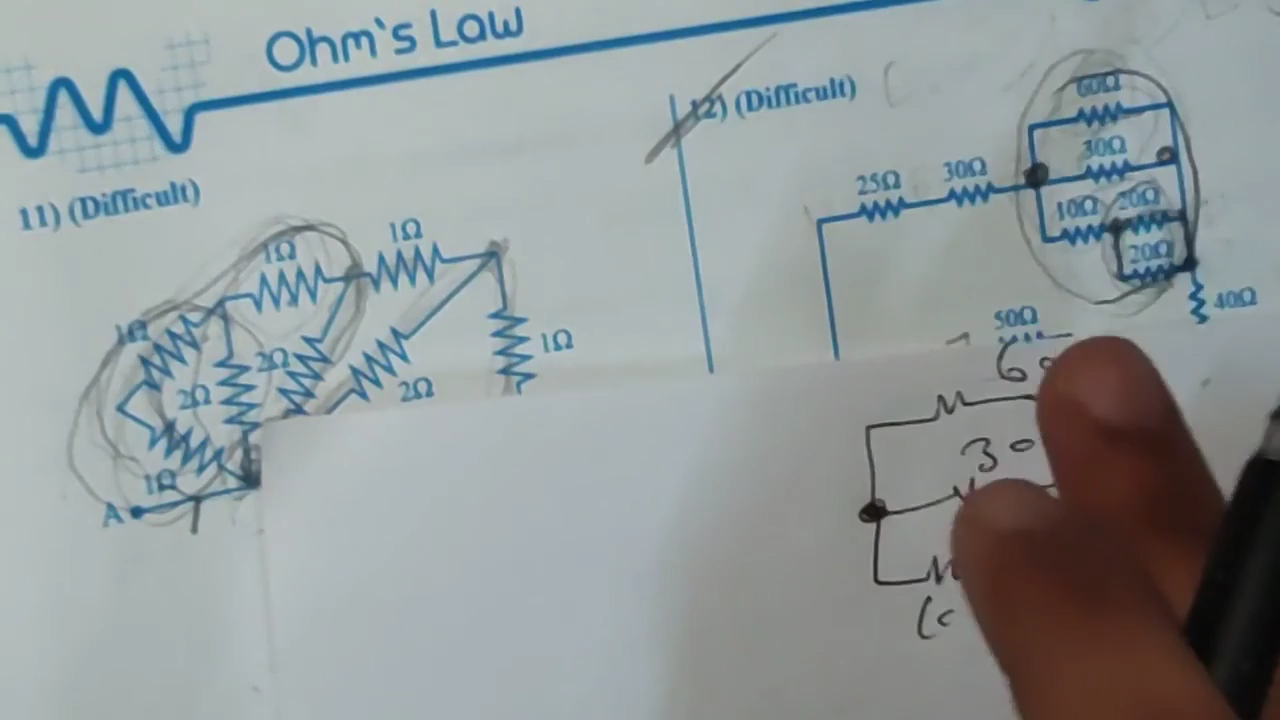 Ohm's Law
11) (Difficult)
1Ω
1Ω
1Ω
2Ω
2Ω
2Ω
1Ω
1Ω
A
12) (Difficult)
60Ω
30Ω
25Ω
30Ω
10Ω
20Ω
20Ω
40Ω
50Ω
30